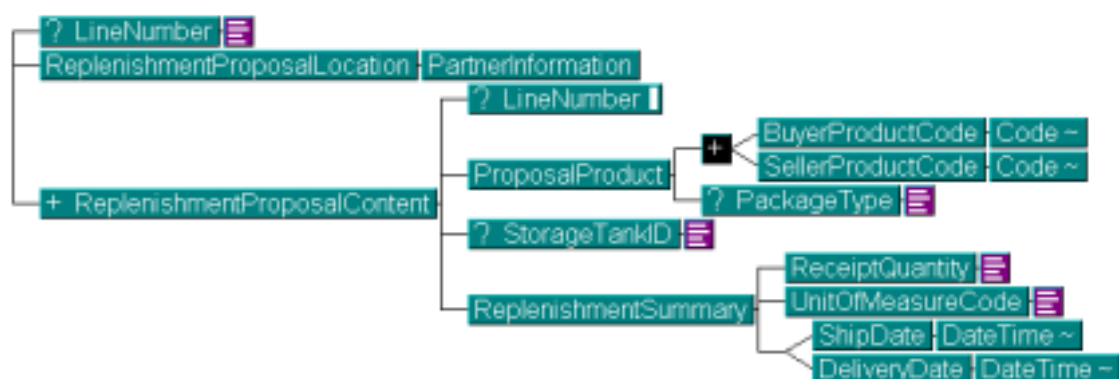 ? LineNumber
ReplenishmentProposalLocation PartnerInformation
? LineNumber
+ BuyerProductCode Code ~
ProposalProduct SellerProductCode Code ~
+ ReplenishmentProposalContent ? PackageType
? StorageTankID
ReceiptQuantity
ReplenishmentSummary UnitOfMeasureCode
ShipDate DateTime ~
DeliveryDate DateTime ~